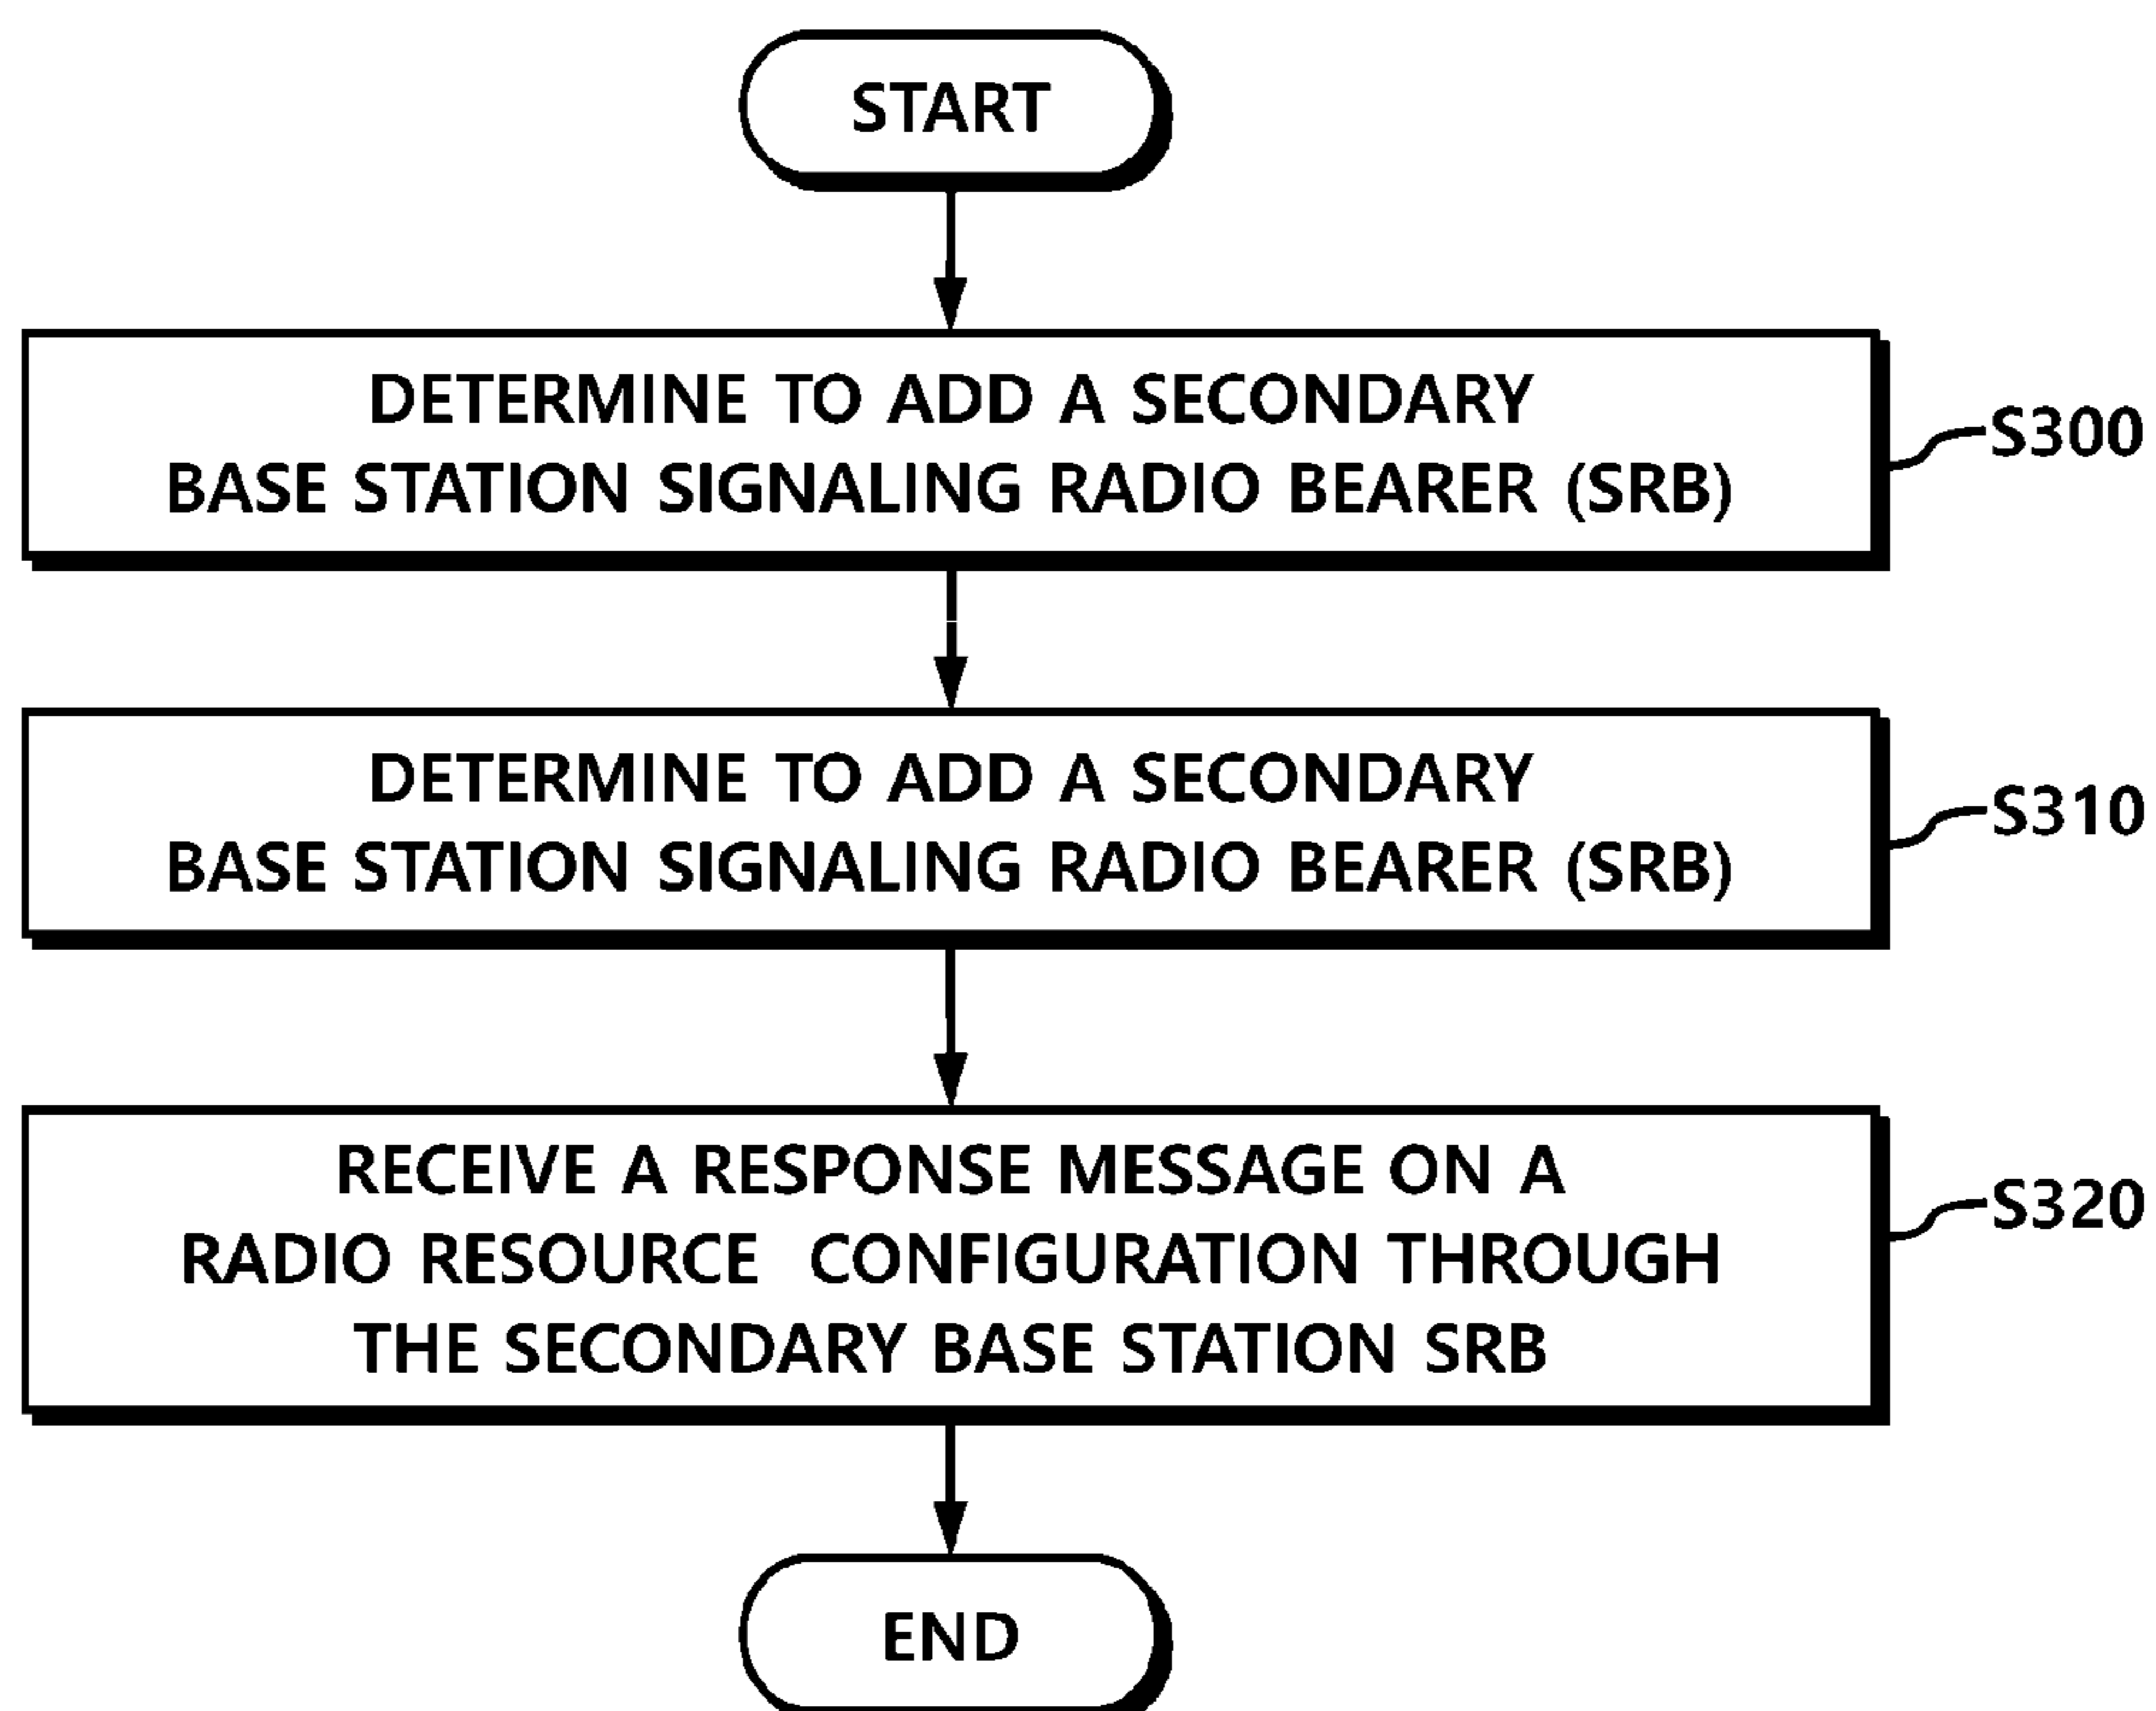 START
DETERMINE TO ADD A SECONDARY
BASE STATION SIGNALING RADIO BEARER (SRB)
S300
DETERMINE TO ADD A SECONDARY
BASE STATION SIGNALING RADIO BEARER (SRB)
S310
RECEIVE A RESPONSE MESSAGE ON A
RADIO RESOURCE CONFIGURATION THROUGH
THE SECONDARY BASE STATION SRB
S320
END